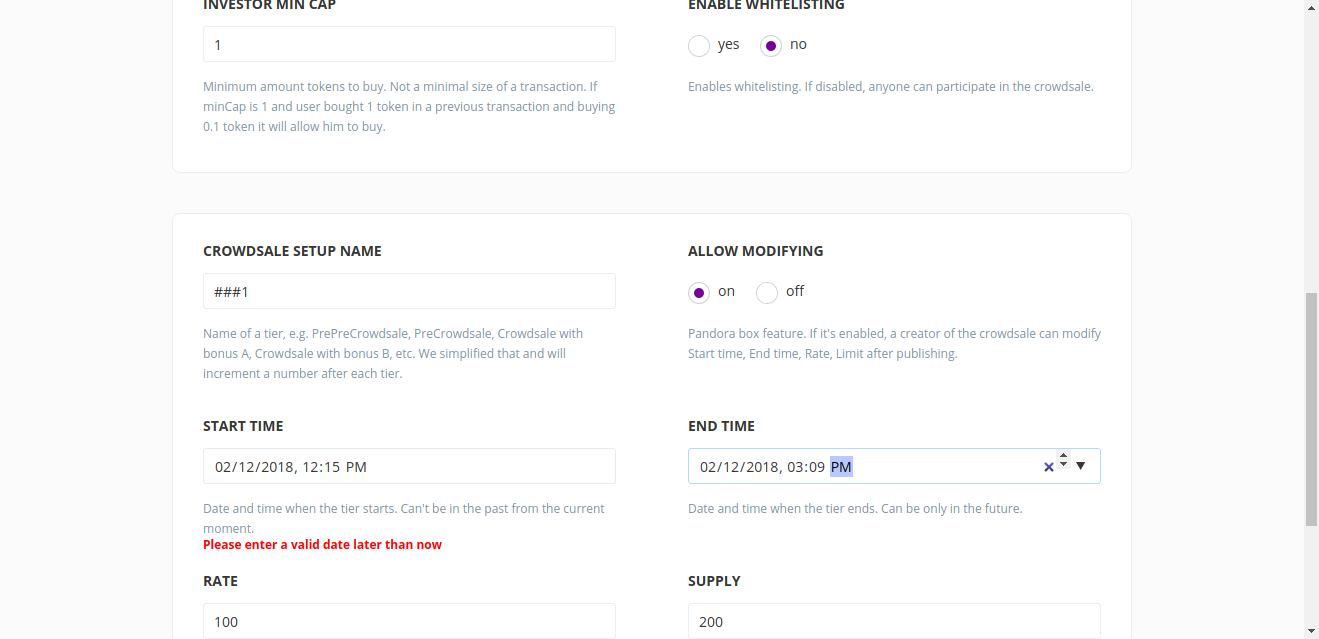 INVESTOR MIN CAP
ENABLE WHITELISTING
1
yes no
Minimum amount tokens to buy. Not a minimal size of a transaction. If
minCap is 1 and user bought 1 token in a previous transaction and buying
0.1 token it will allow him to buy.
Enables whitelisting. If disabled, anyone can participate in the crowdsale.
CROWDSALE SETUP NAME
ALLOW MODIFYING
###1
on off
Name of a tier, e.g. PrePreCrowdsale, PreCrowdsale, Crowdsale with
bonus A, Crowdsale with bonus B, etc. We simplified that and will
increment a number after each tier.
Pandora box feature. If it's enabled, a creator of the crowdsale can modify
Start time, End time, Rate, Limit after publishing.
START TIME
END TIME
02/12/2018, 12:15 PM
02/12/2018, 03:09 PM
Date and time when the tier starts. Can't be in the past from the current
moment.
Please enter a valid date later than now
Date and time when the tier ends. Can be only in the future.
RATE
SUPPLY
100
200